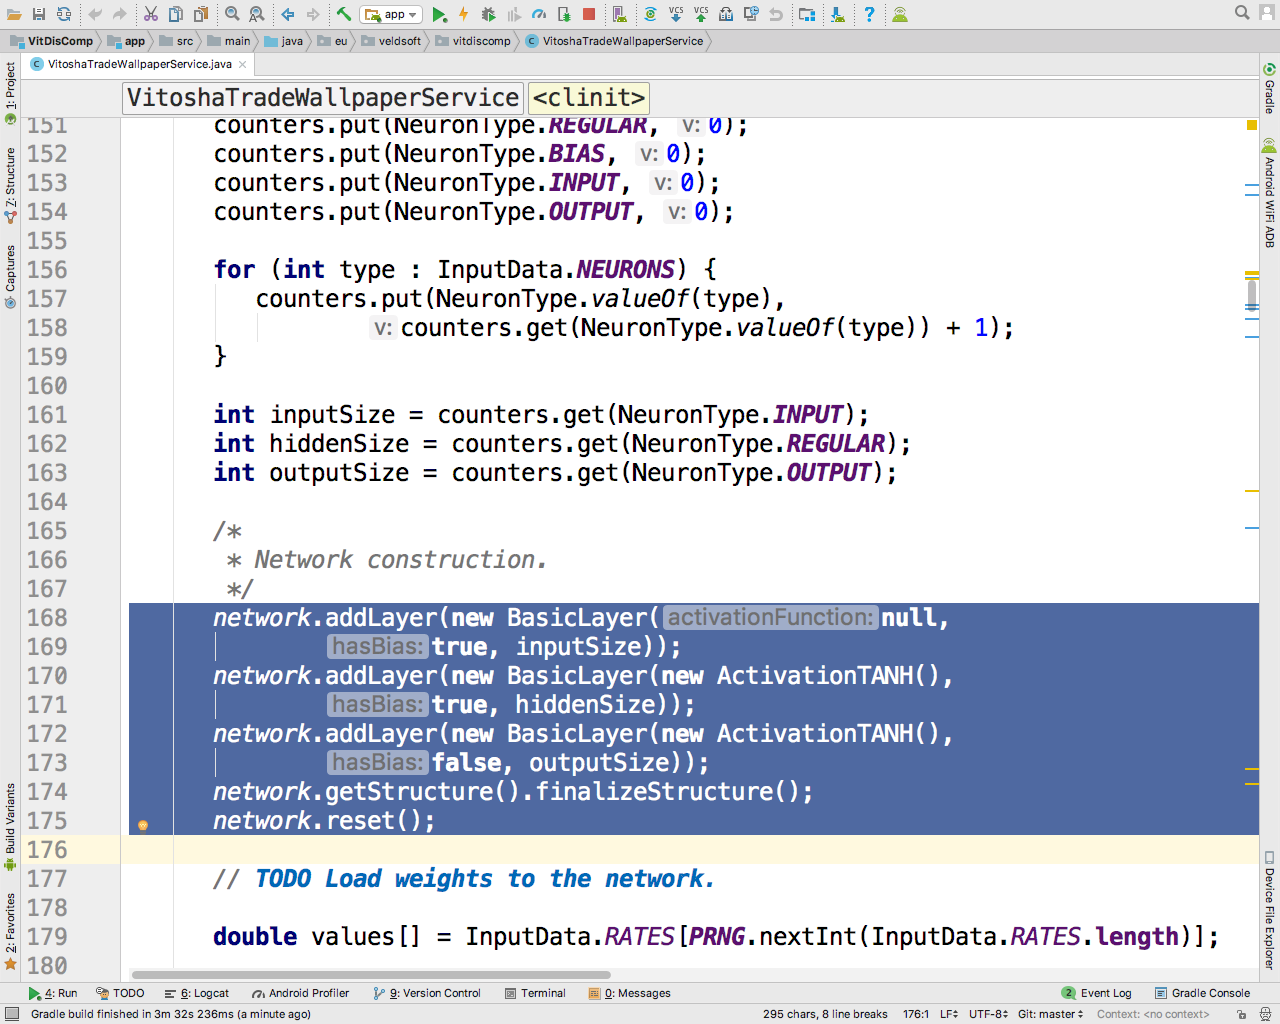 app
VitDisComp app src main java eu veldsoft vitdiscomp VitoshaTradeWallpaperService
VitoshaTradeWallpaperService.java
VitoshaTradeWallpaperService <clinit>
1: Project
Z: Structure
Captures
Build Variants
2: Favorites
151 counters.put(NeuronType.REGULAR, v: 0);
152 counters.put(NeuronType.BIAS, v: 0);
153 counters.put(NeuronType.INPUT, v: 0);
154 counters.put(NeuronType.OUTPUT, v: 0);
155
156 for (int type : InputData.NEURONS) {
157 counters.put(NeuronType.valueOf(type),
158 v: counters.get(NeuronType.valueOf(type)) + 1);
159 }
160
161 int inputSize = counters.get(NeuronType.INPUT);
162 int hiddenSize = counters.get(NeuronType.REGULAR);
163 int outputSize = counters.get(NeuronType.OUTPUT);
164
165 /*
166 * Network construction.
167 */
168 network.addLayer(new BasicLayer( activationFunction: null,
169 hasBias: true, inputSize));
170 network.addLayer(new BasicLayer(new ActivationTANH(),
171 hasBias: true, hiddenSize));
172 network.addLayer(new BasicLayer(new ActivationTANH(),
173 hasBias: false, outputSize));
174 network.getStructure().finalizeStructure();
175 network.reset();
176
177 // TODO Load weights to the network.
178
179 double values[] = InputData.RATES[PRNG.nextInt(InputData.RATES.length)];
180
Gradle
Android WiFi ADB
Device File Explorer
4: Run TODO 6: Logcat Android Profiler 9: Version Control Terminal 0: Messages 2 Event Log Gradle Console
Gradle build finished in 3m 32s 236ms (a minute ago) 295 chars, 8 line breaks 176:1 LF UTF-8 Git: master Context: <no context>
VCS VCS